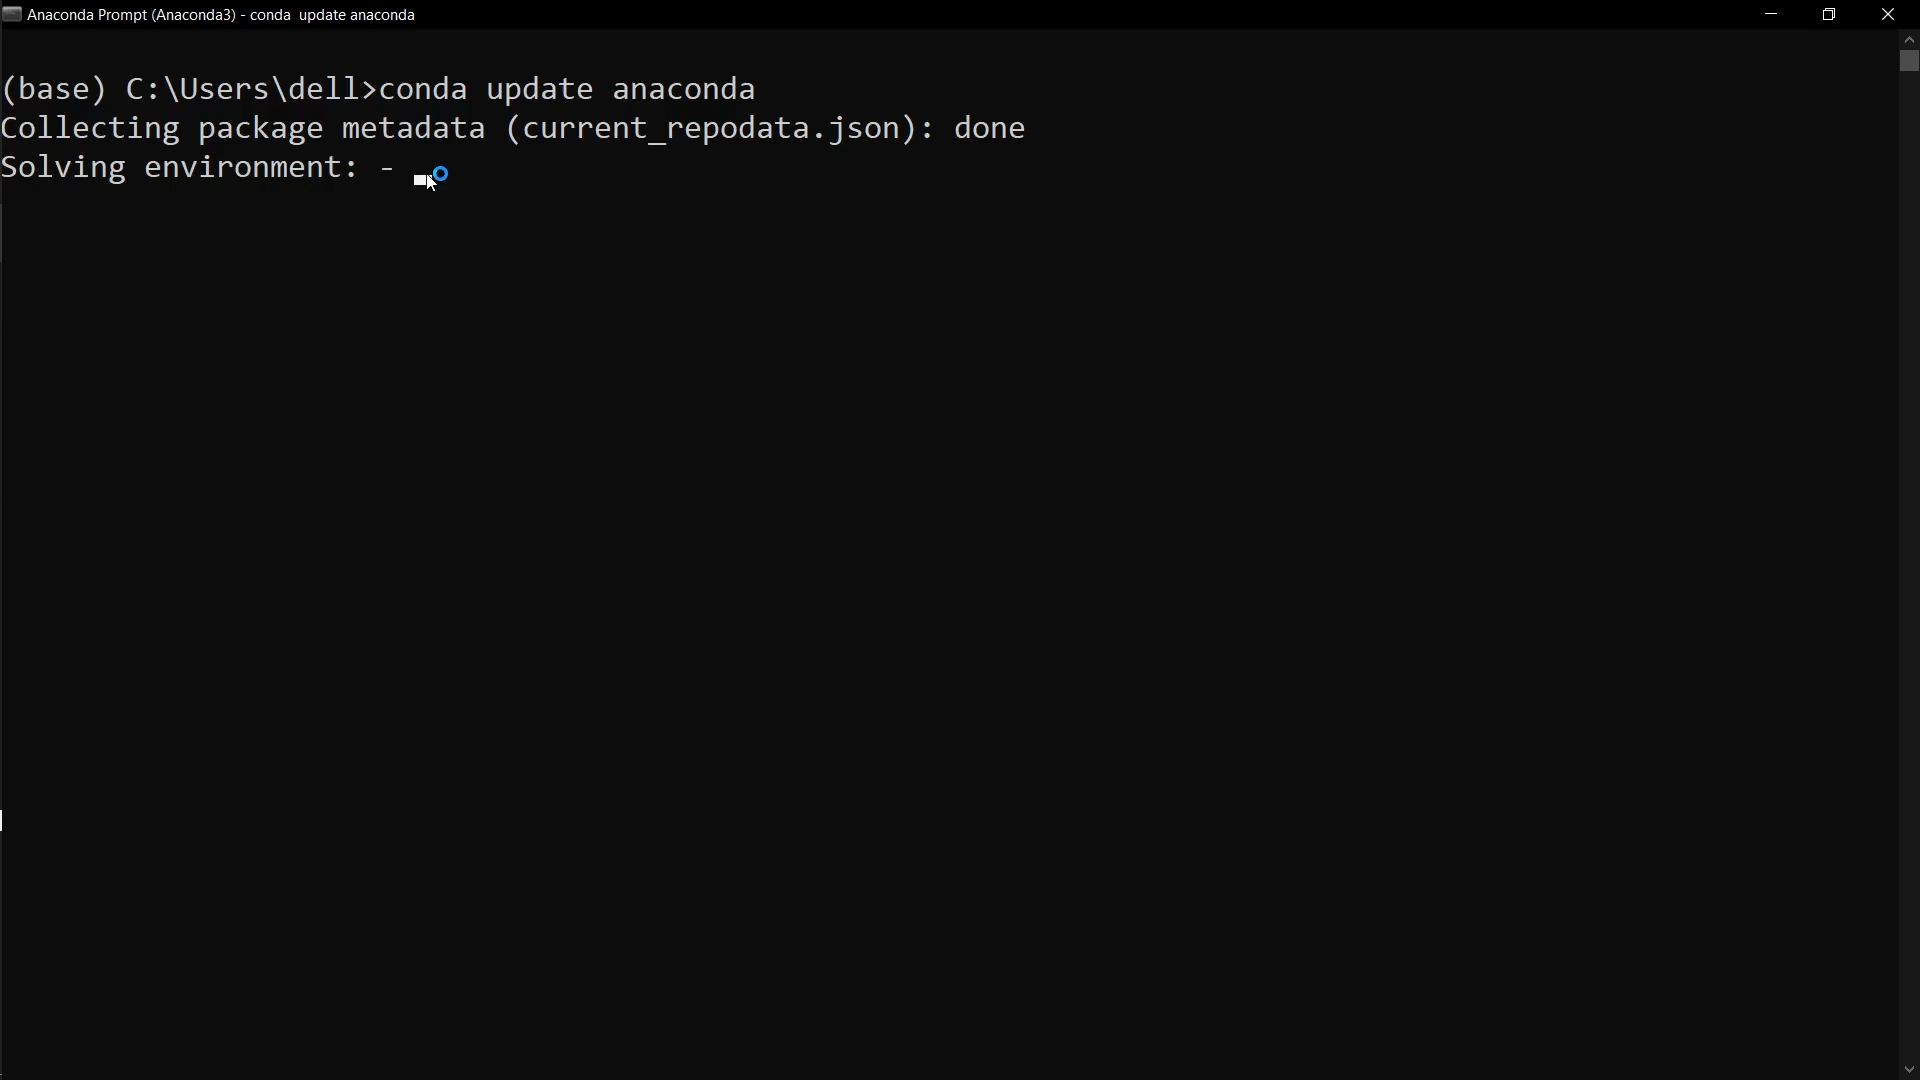 Anaconda Prompt (Anaconda3) - conda  update anaconda
(base) C:\Users\dell>conda update anaconda
Collecting package metadata (current_repodata.json): done
Solving environment: -